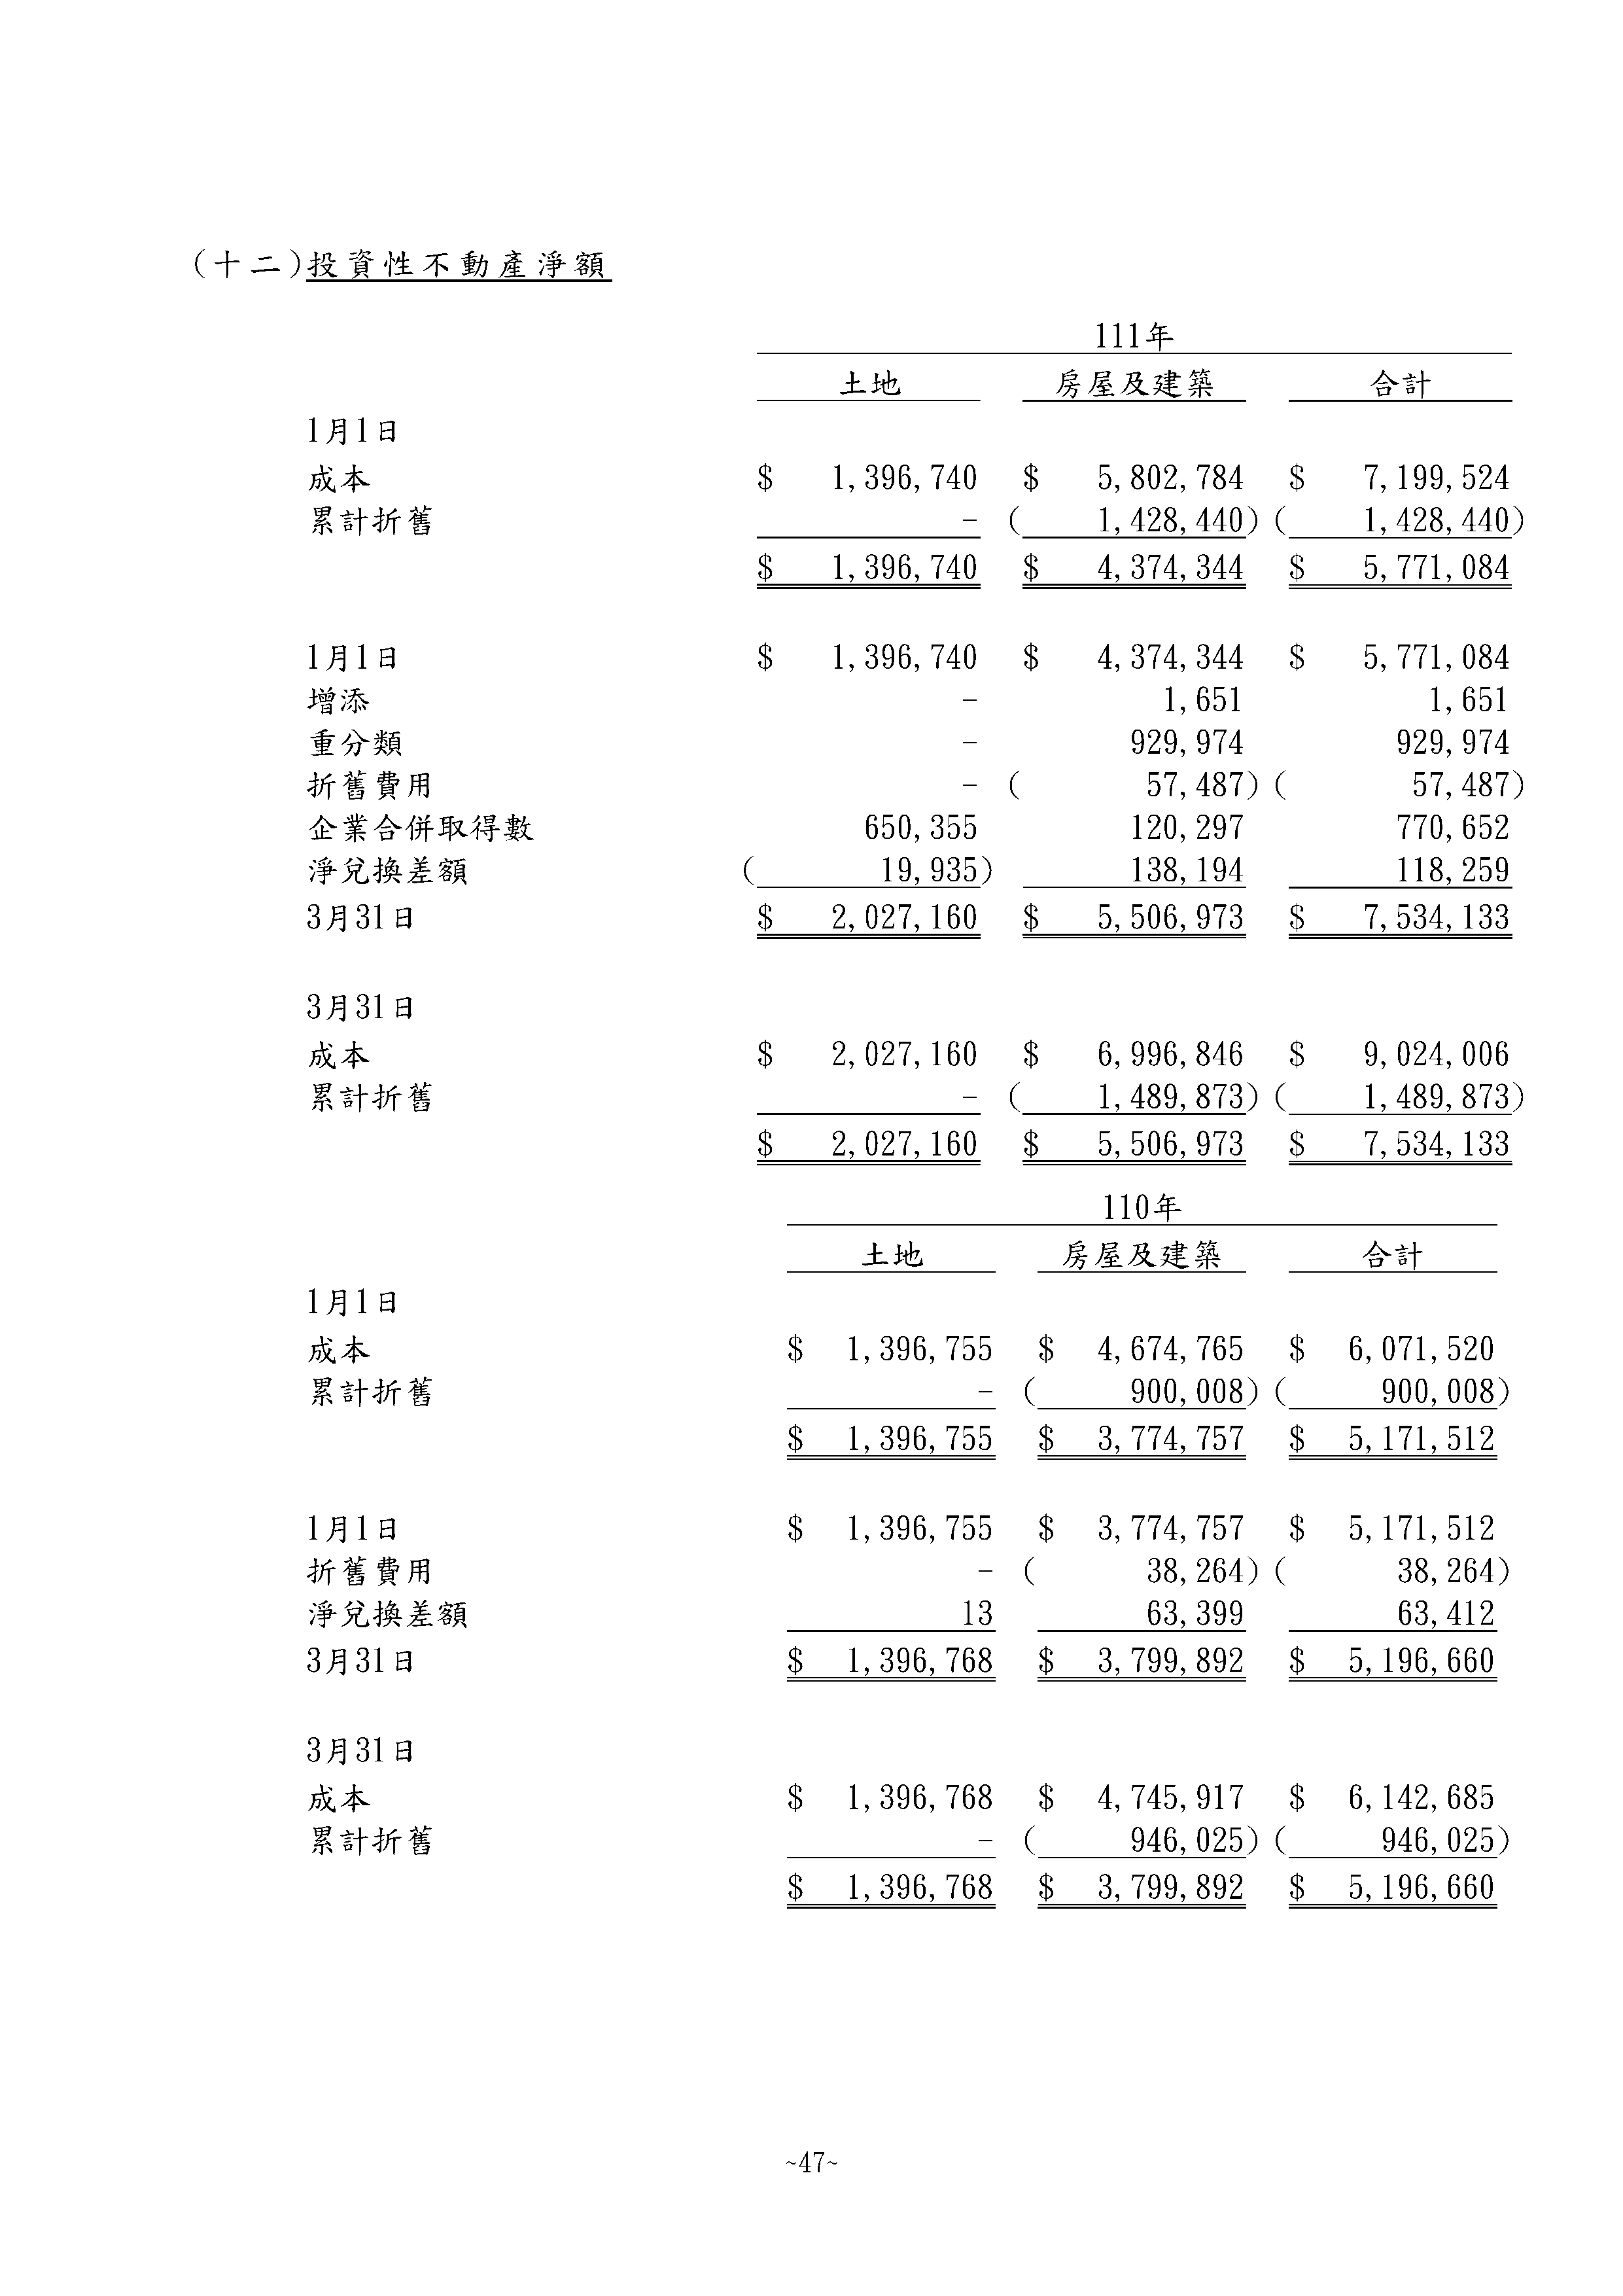 (十二)投資性不動產淨額
111年
土地 房屋及建築 合計
1月1日
成本 $ 1,396,740 $ 5,802,784 $ 7,199,524
累計折舊 - ( 1,428,440) ( 1,428,440)
$ 1,396,740 $ 4,374,344 $ 5,771,084
1月1日 $ 1,396,740 $ 4,374,344 $ 5,771,084
增添 - 1,651 1,651
重分類 - 929,974 929,974
折舊費用 - ( 57,487) ( 57,487)
企業合併取得數 650,355 120,297 770,652
淨兌換差額 ( 19,935) 138,194 118,259
3月31日 $ 2,027,160 $ 5,506,973 $ 7,534,133
3月31日
成本 $ 2,027,160 $ 6,996,846 $ 9,024,006
累計折舊 - ( 1,489,873) ( 1,489,873)
$ 2,027,160 $ 5,506,973 $ 7,534,133
110年
土地 房屋及建築 合計
1月1日
成本 $ 1,396,755 $ 4,674,765 $ 6,071,520
累計折舊 - ( 900,008) ( 900,008)
$ 1,396,755 $ 3,774,757 $ 5,171,512
1月1日 $ 1,396,755 $ 3,774,757 $ 5,171,512
折舊費用 - ( 38,264) ( 38,264)
淨兌換差額 13 63,399 63,412
3月31日 $ 1,396,768 $ 3,799,892 $ 5,196,660
3月31日
成本 $ 1,396,768 $ 4,745,917 $ 6,142,685
累計折舊 - ( 946,025) ( 946,025)
$ 1,396,768 $ 3,799,892 $ 5,196,660
~47~